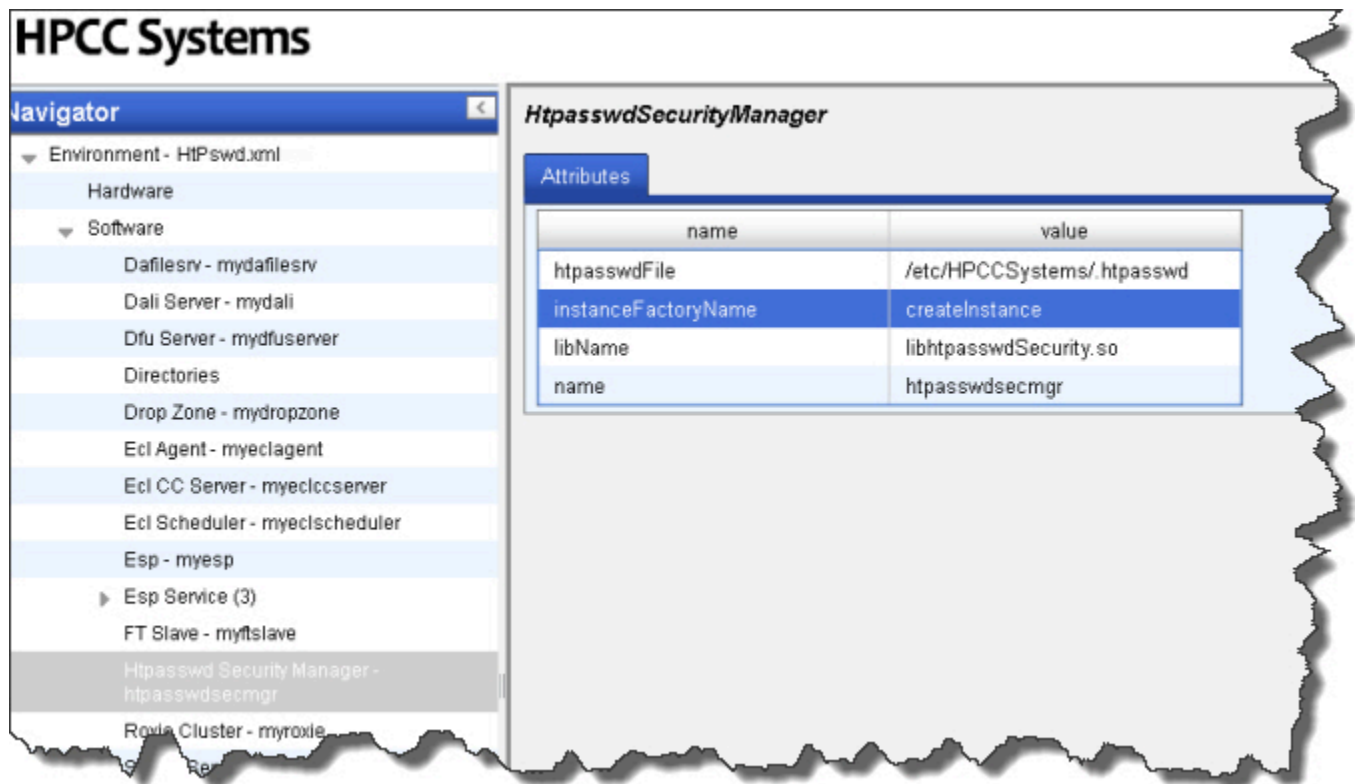 HPCC Systems
Navigator
Environment - HtPswd.xml
Hardware
Software
Dafilesrv - mydafilesrv
Dali Server - mydali
Dfu Server - mydfuserver
Directories
Drop Zone - mydropzone
Ecl Agent - myeclagent
Ecl CC Server - myeclccserver
Ecl Scheduler - myeclscheduler
Esp - myesp
Esp Service (3)
FT Slave - myftslave
Htpasswd Security Manager -
htpasswdsecmgr
Roxie Cluster - myroxie
HtpasswdSecurityManager
Attributes
name value
htpasswdFile /etc/HPCCSystems/.htpasswd
instanceFactoryName createInstance
libName libhtpasswdSecurity.so
name htpasswdsecmgr